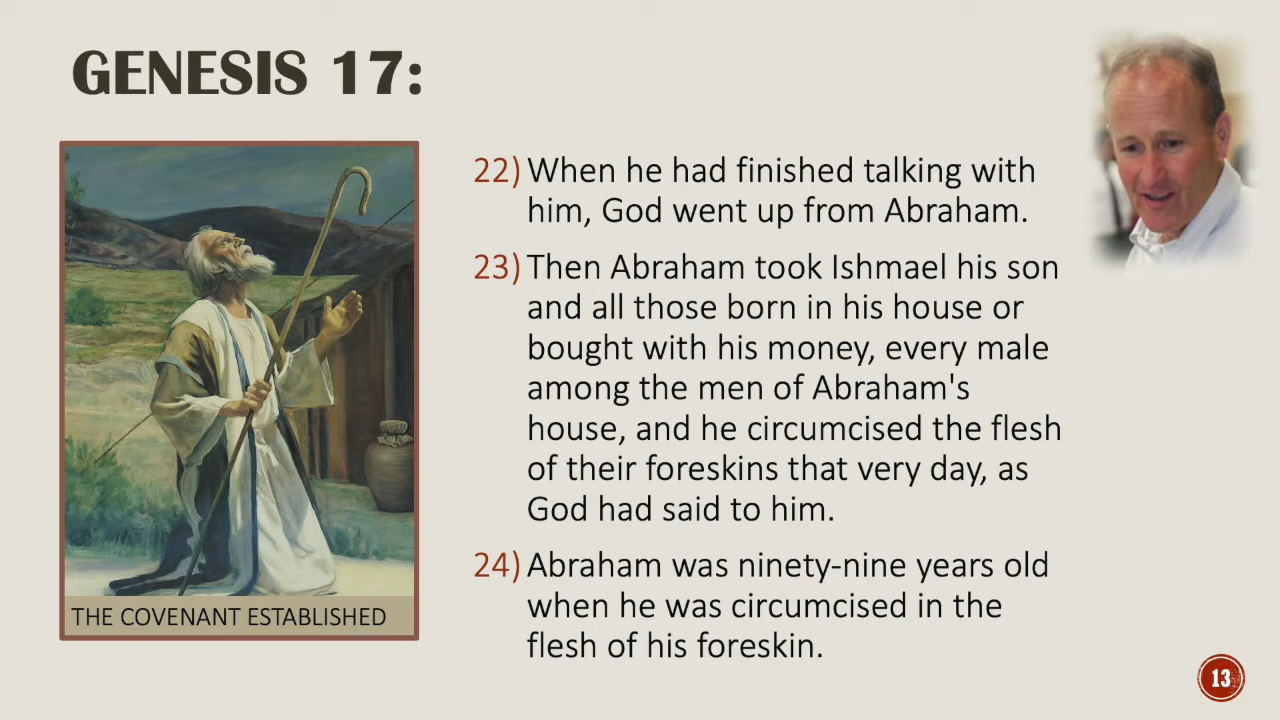 GENESIS 17:
22) When he had finished talking with
him, God went up from Abraham.
23) Then Abraham took Ishmael his son
and all those born in his house or
bought with his money, every male
among the men of Abraham's
house, and he circumcised the flesh
of their foreskins that very day, as
God had said to him.
24) Abraham was ninety-nine years old
when he was circumcised in the
flesh of his foreskin.
THE COVENANT ESTABLISHED
13